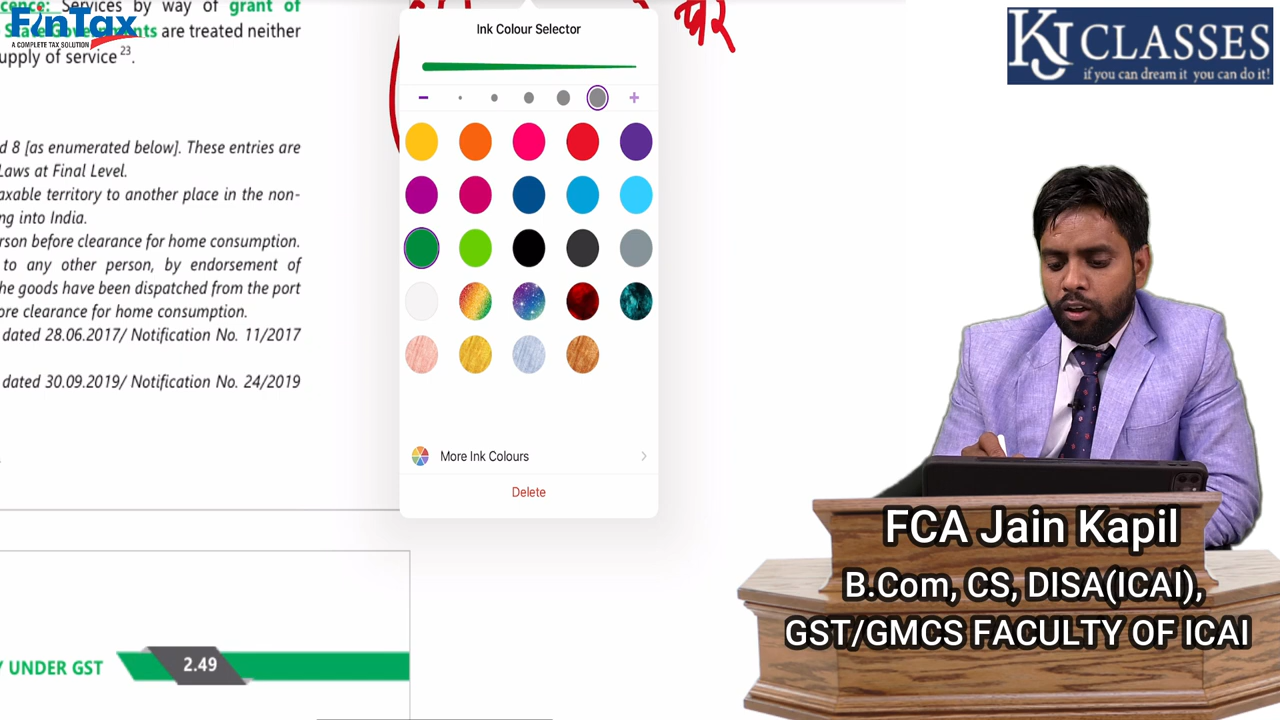 cence: Services by way of grant of
State Governments are treated neither
upply of service 23.
FinTax
A COMPLETE TAX SOLUTION
d 8 [as enumerated below]. These entries are
Laws at Final Level.
axable territory to another place in the non-
ng into India.
erson before clearance for home consumption.
to any other person, by endorsement of
he goods have been dispatched from the port
ore clearance for home consumption.
dated 28.06.2017/ Notification No. 11/2017
dated 30.09.2019/ Notification No. 24/2019
Y UNDER GST 2.49
Ink Colour Selector
More Ink Colours
Delete
KJ CLASSES
if you can dream it you can do it!
FCA Jain Kapil
B.Com, CS, DISA(ICAI),
GST/GMCS FACULTY OF ICAI